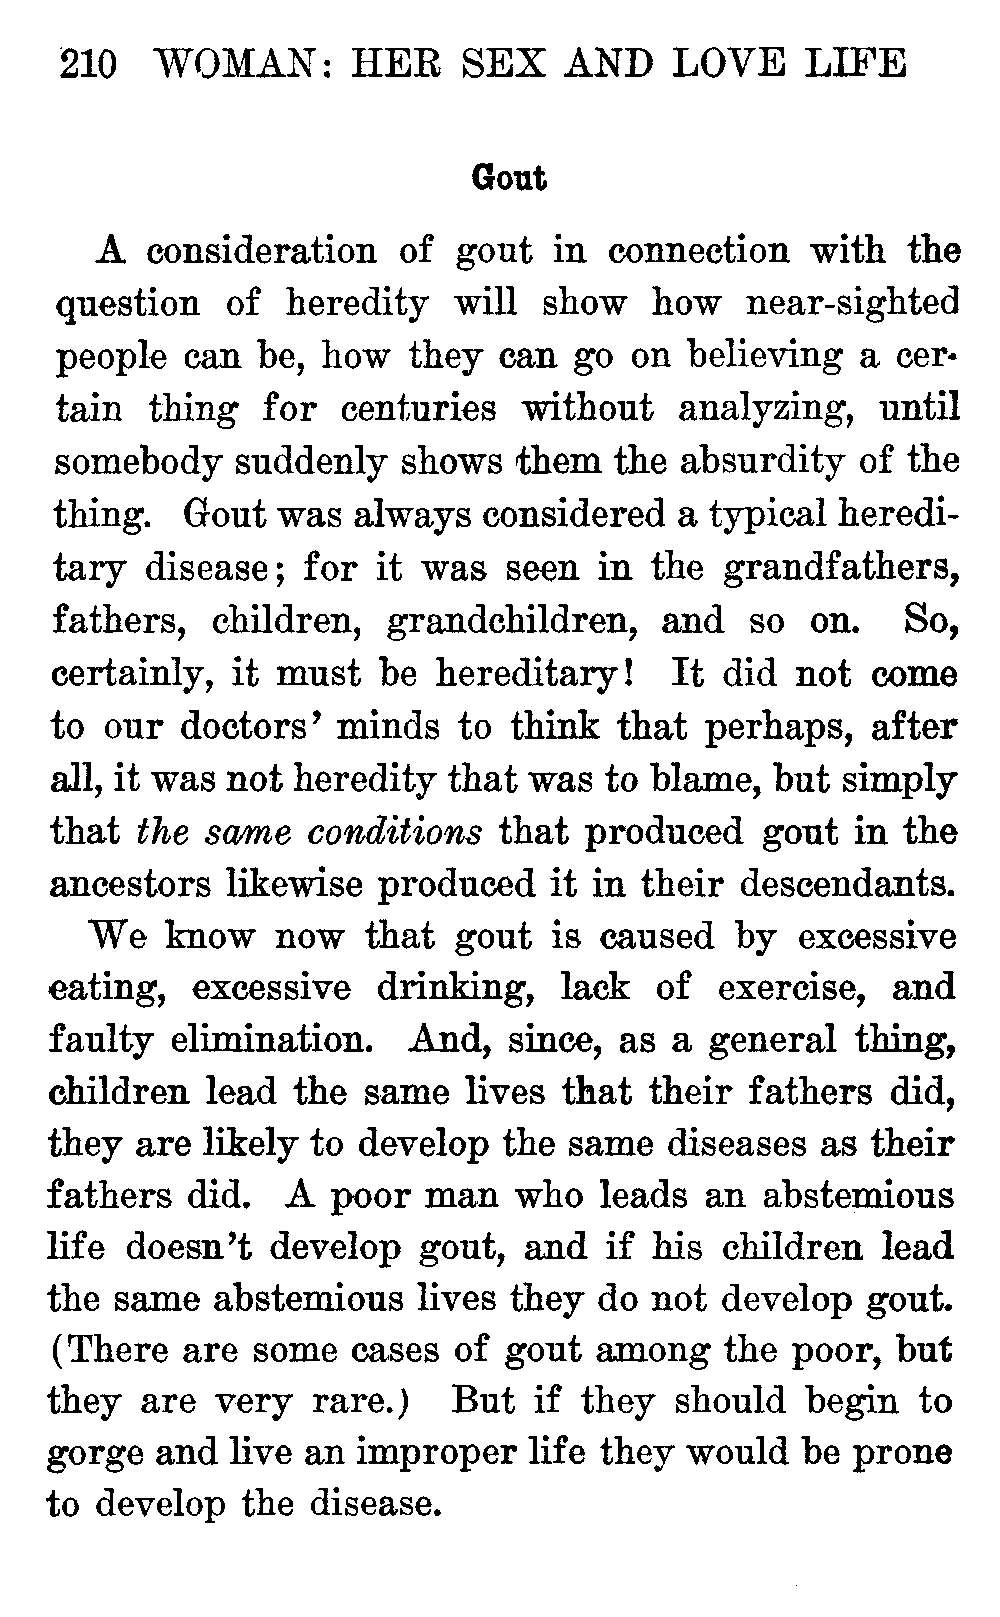 210 WOMAN: HER SEX AND LOVE LIFE
Gout
A consideration of gout in connection with the
question of heredity will show how near-sighted
people can be, how they can go on believing a cer-
tain thing for centuries without analyzing, until
somebody suddenly shows them the absurdity of the
thing. Gout was always considered a typical heredi-
tary disease; for it was seen in the grandfathers,
fathers, children, grandchildren, and so on. So,
certainly, it must be hereditary! It did not come
to our doctors' minds to think that perhaps, after
all, it was not heredity that was to blame, but simply
that the same conditions that produced gout in the
ancestors likewise produced it in their descendants.
We know now that gout is caused by excessive
eating, excessive drinking, lack of exercise, and
faulty elimination. And, since, as a general thing,
children lead the same lives that their fathers did,
they are likely to develop the same diseases as their
fathers did. A poor man who leads an abstemious
life doesn't develop gout, and if his children lead
the same abstemious lives they do not develop gout.
(There are some cases of gout among the poor, but
they are very rare.) But if they should begin to
gorge and live an improper life they would be prone
to develop the disease.